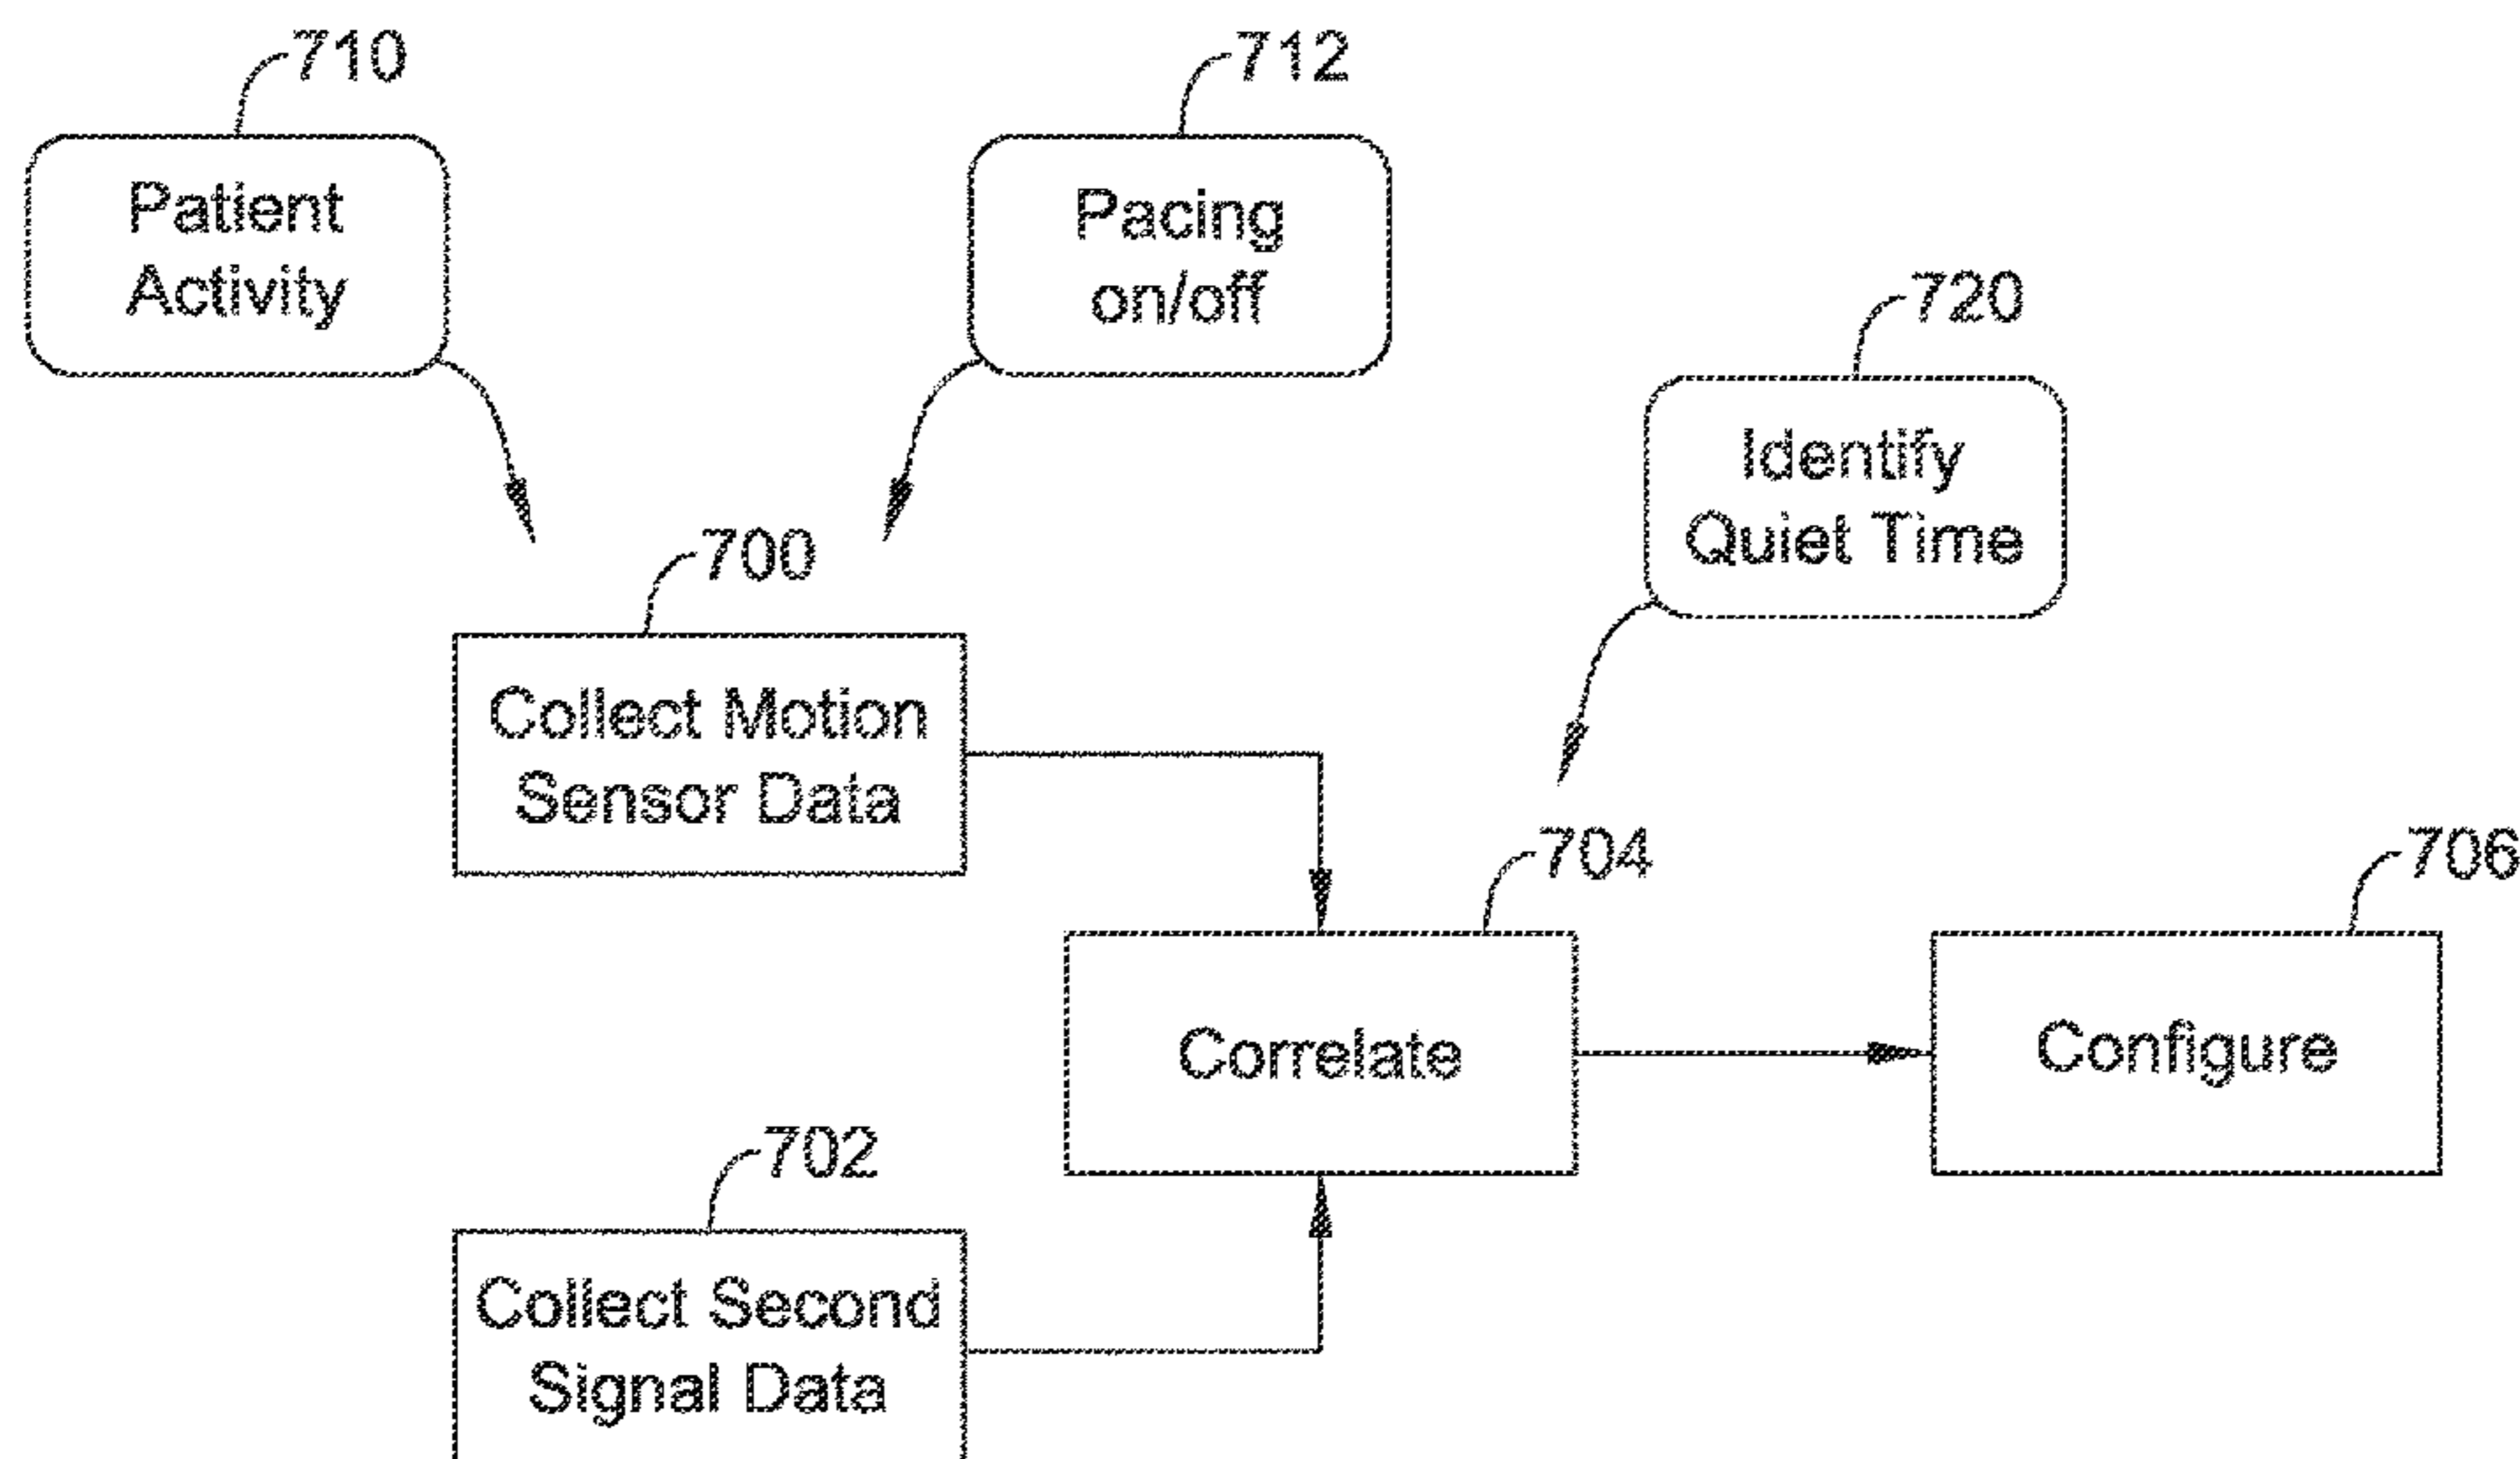 710
712
Patient
Activity
Pacing
on/off
720
Identify
Quiet Time
700
Collect Motion
Sensor Data
704
706
Correlate
Configure
702
Collect Second
Signal Data